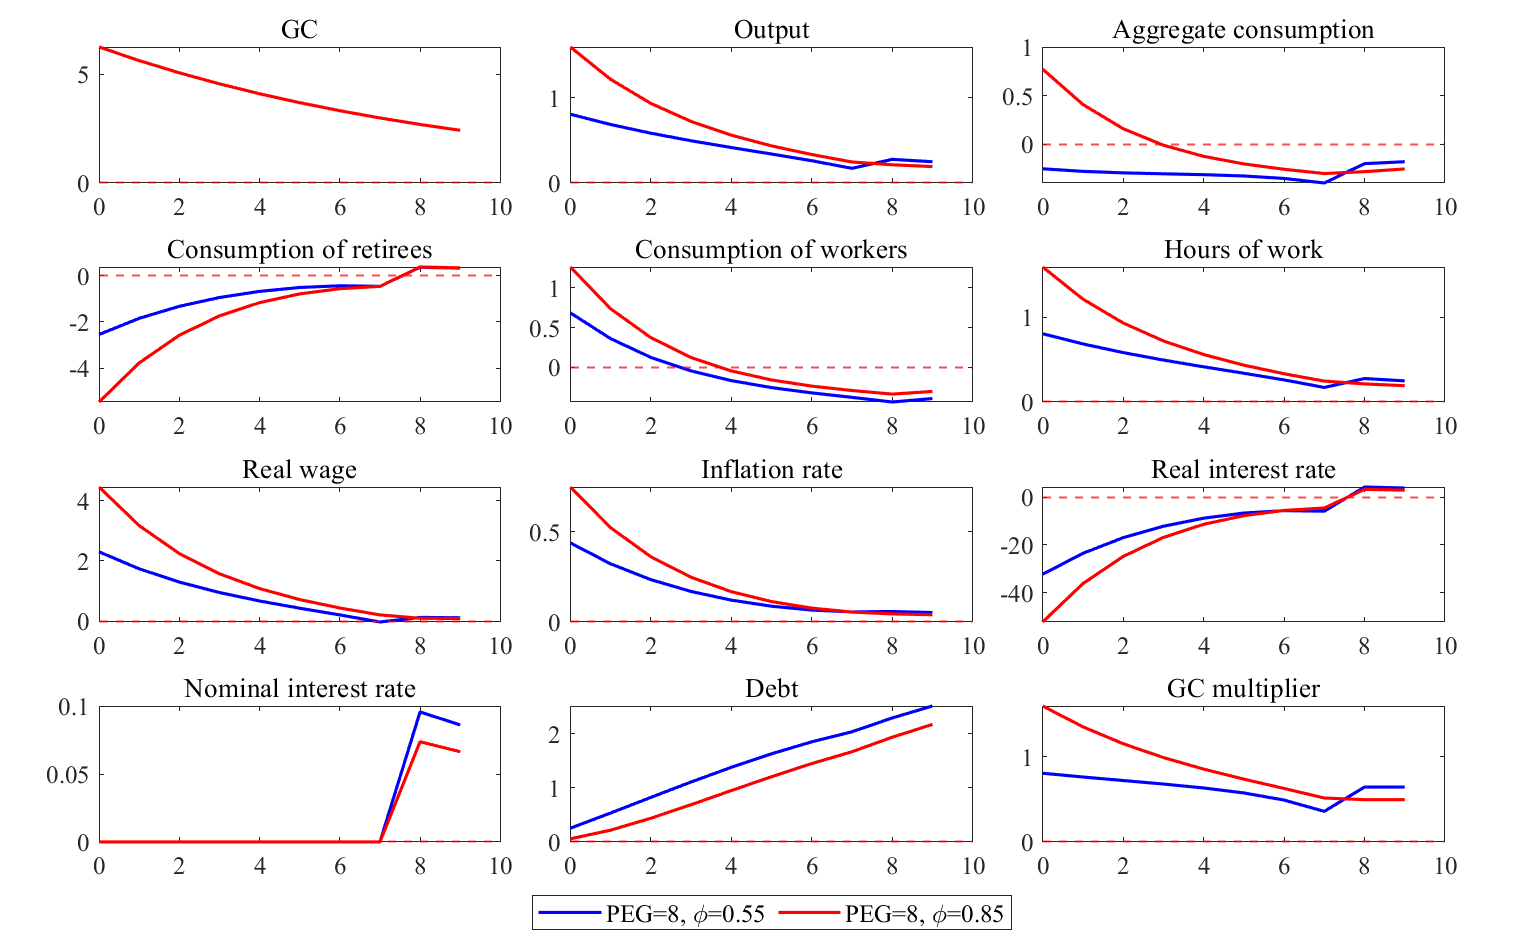 GC
5
0
0 2 4 6 8 10
Output
1
0
0 2 4 6 8 10
Aggregate consumption
1
0.5
0
0 2 4 6 8 10
Consumption of retirees
0
-2
-4
0 2 4 6 8 10
Consumption of workers
1
0.5
0
0 2 4 6 8 10
Hours of work
1
0
0 2 4 6 8 10
Real wage
4
2
0
0 2 4 6 8 10
Inflation rate
0.5
0
0 2 4 6 8 10
Real interest rate
0
-20
-40
0 2 4 6 8 10
Nominal interest rate
0.1
0.05
0
0 2 4 6 8 10
Debt
2
1
0
0 2 4 6 8 10
GC multiplier
1
0
0 2 4 6 8 10
PEG=8, ϕ=0.55 PEG=8, ϕ=0.85